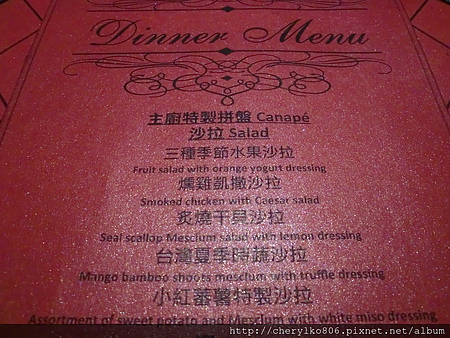 Dinner Menu
主廚特製拼盤 Canapé
沙拉 Salad
三種季節水果沙拉
Fruit salad with orange yogurt dressing
燻雞凱撒沙拉
Smoked chicken with Caesar salad
炙燒干貝沙拉
Seal scallop Mesclum salad with lemon dressing
台灣夏季時蔬沙拉
Mango bamboo shoots mesclum with truffle dressing
小紅蕃薯特製沙拉
Assortment of sweet potato and Mesclum with white miso dressing
http://cherylko806.pixnet.net/album